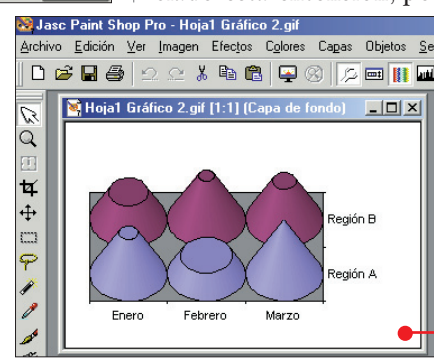 Jasc Paint Shop Pro - Hoja1 Gráfico 2.gif
Archivo Edición Ver Imagen Efectos Colores Capas Objetos
Hoja1 Gráfico 2.gif [1:1] (Capa de fondo)
Región B
Región A
Enero Febrero Marzo